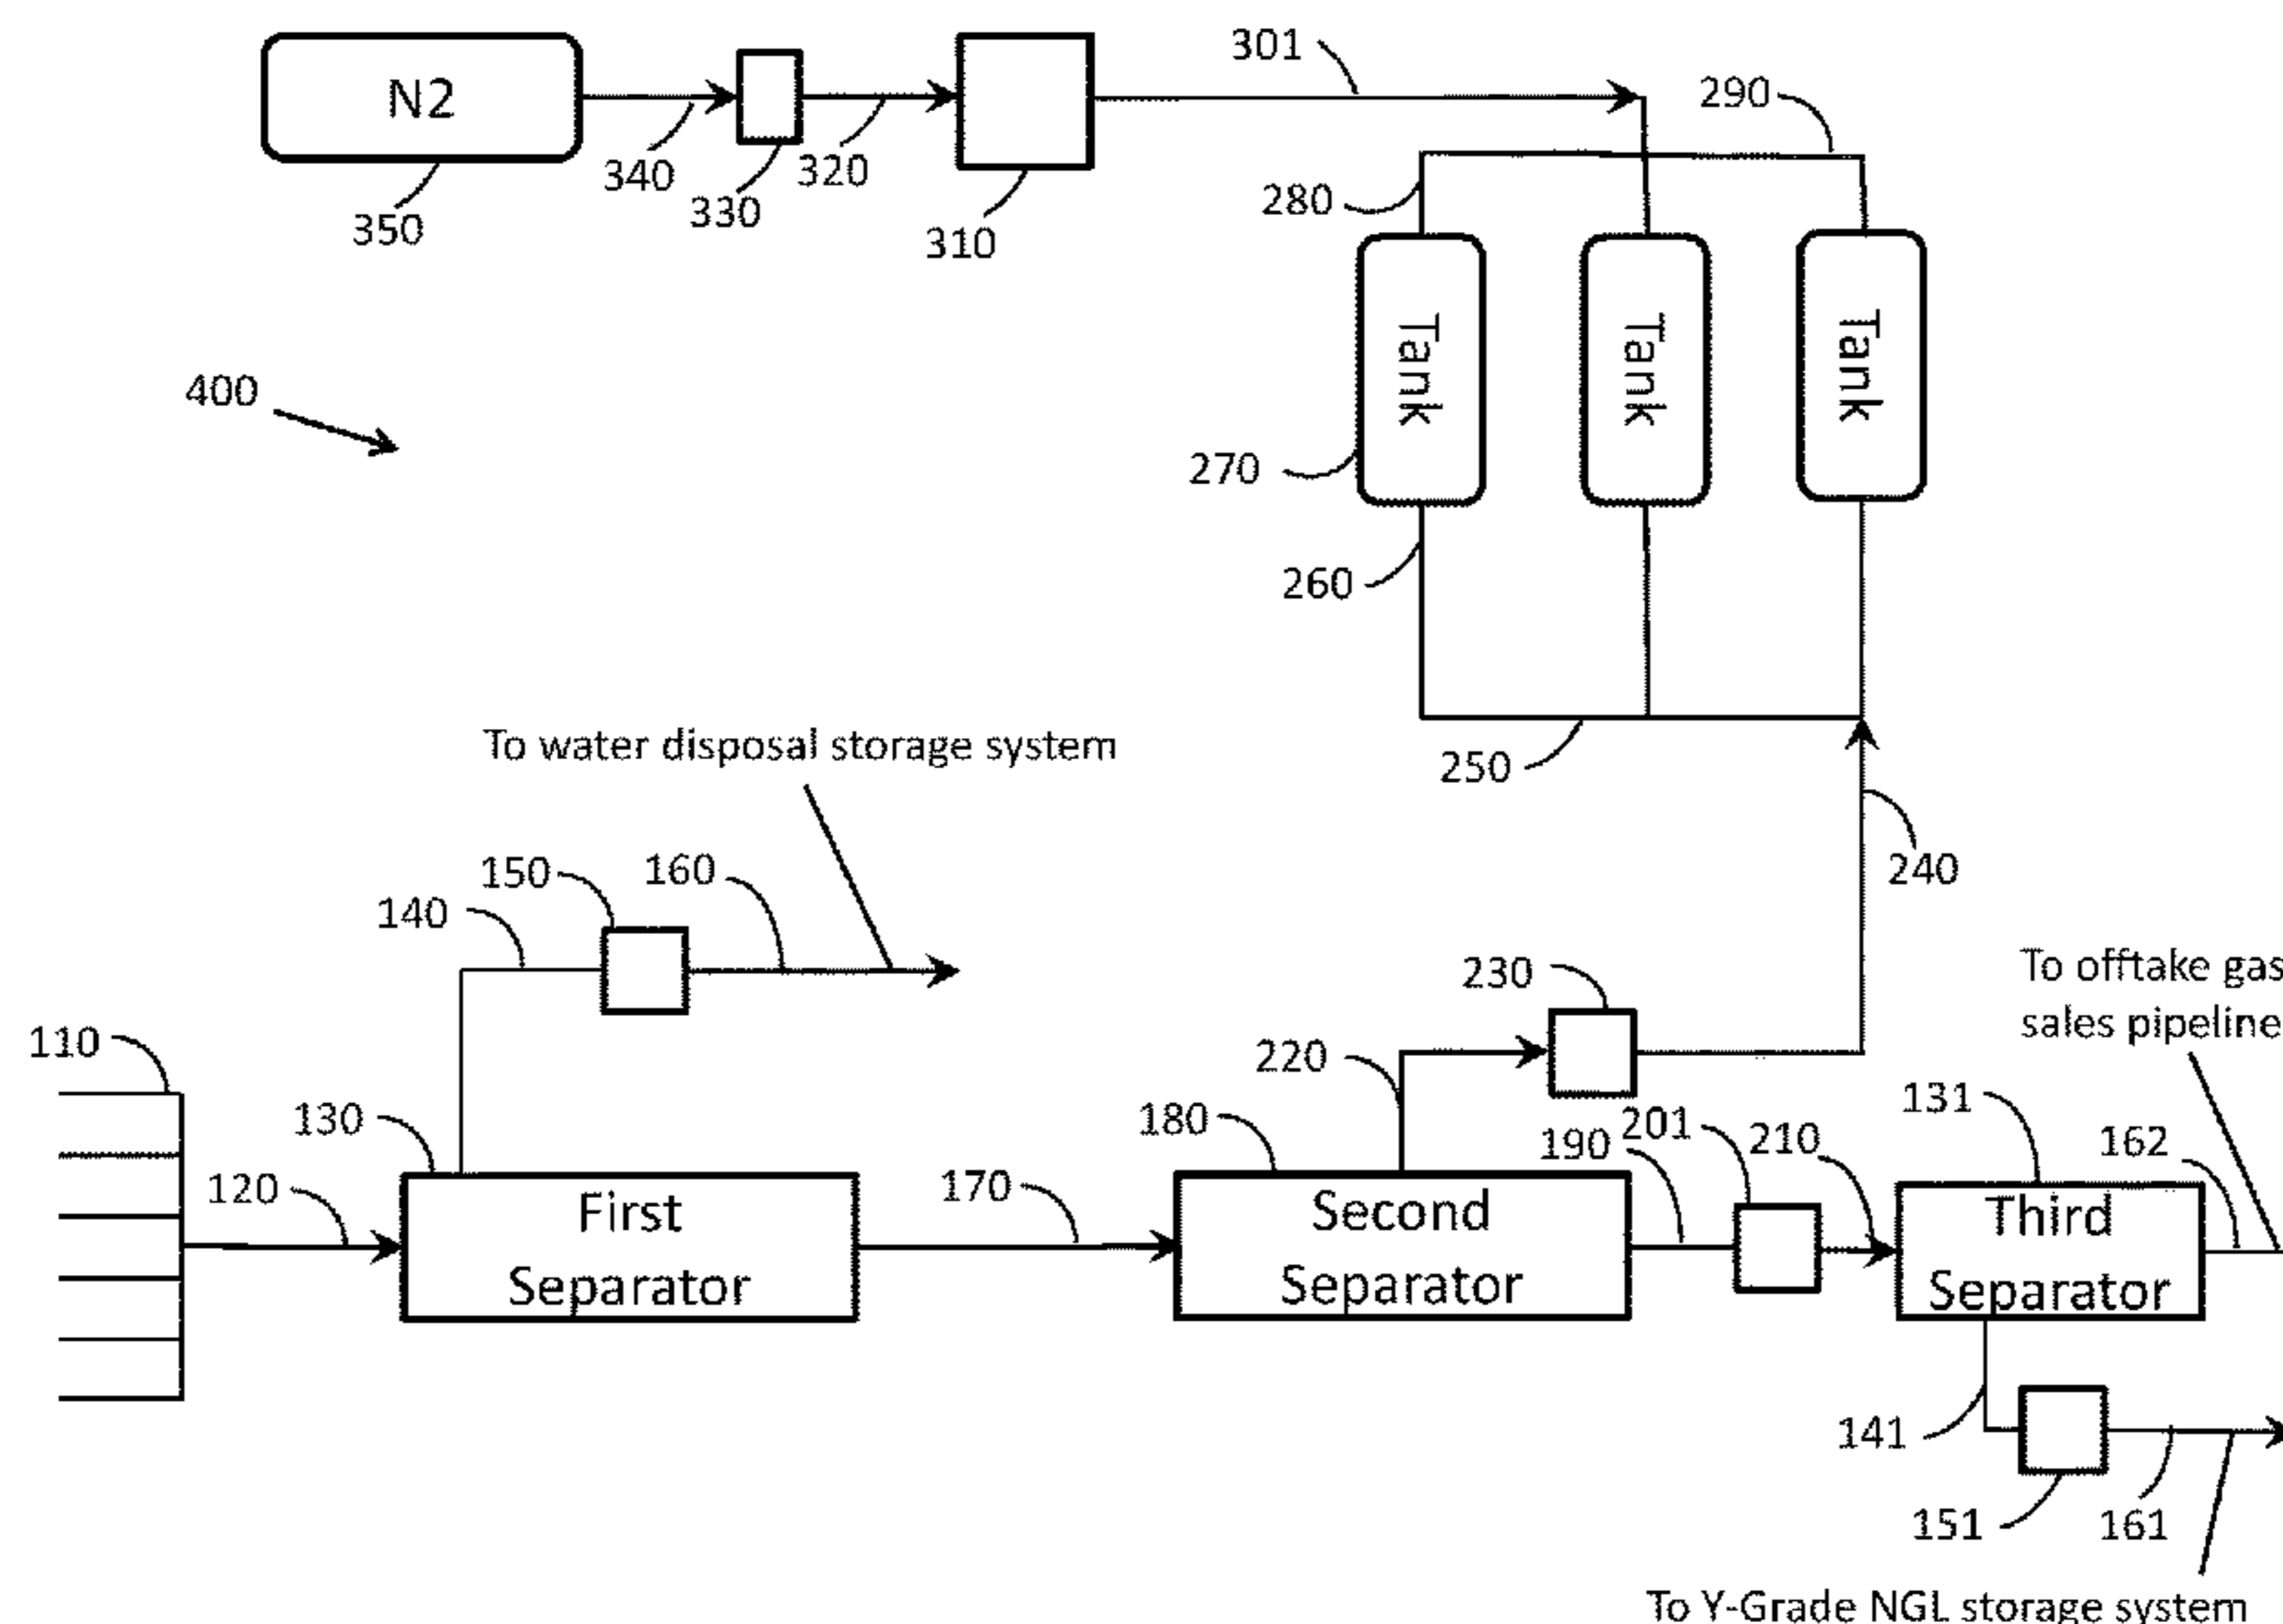 301
290
N2
340
330
320
310
350
280
Tank
Tank
Tank
400
270
260
To water disposal storage system
250
240
150
160
140
230
To offtake gas
sales pipeline
110
220
130
180
190
201
210
131
162
120
170
First
Separator
Second
Separator
Third
Separator
141
151
161
To Y-Grade NGL storage system